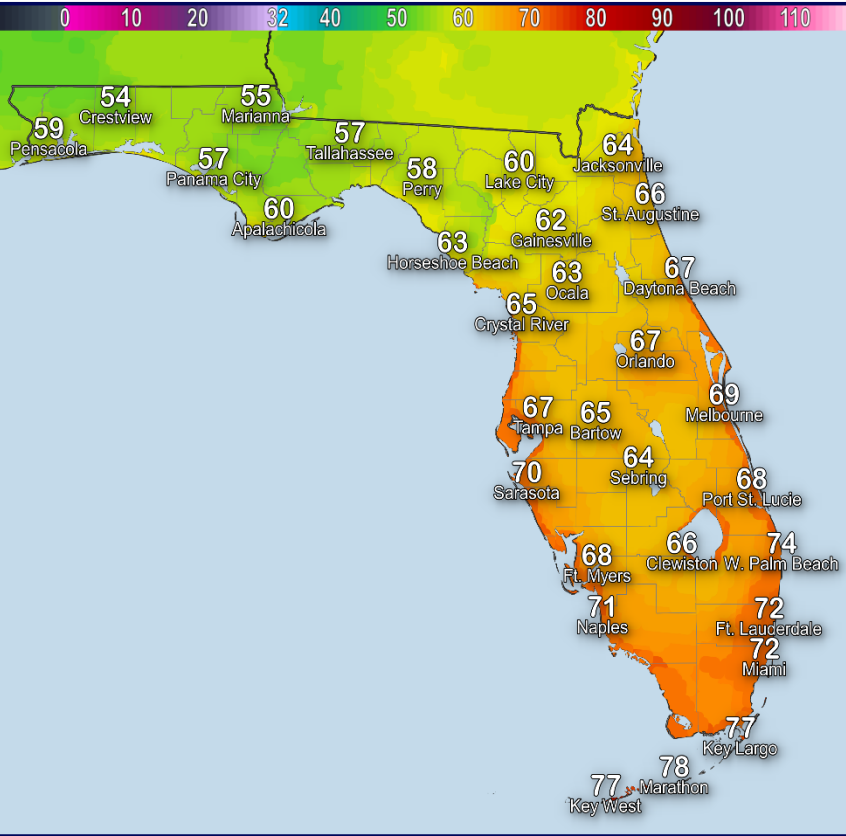 0 10 20 32 40 50 60 70 80 90 100 110
54
Crestview
55
Marianna
59
Pensacola
57
Tallahassee
57
Panama City
58
Perry
60
Lake City
64
Jacksonville
60
Apalachicola
66
St. Augustine
62
Gainesville
63
Horseshoe Beach
63
Ocala
67
Daytona Beach
65
Crystal River
67
Orlando
69
Melbourne
67
Tampa
65
Bartow
64
Sebring
70
Sarasota
68
Port St. Lucie
66
Clewiston
74
W. Palm Beach
68
Ft. Myers
71
Naples
72
Ft. Lauderdale
72
Miami
77
Key Largo
78
Marathon
77
Key West